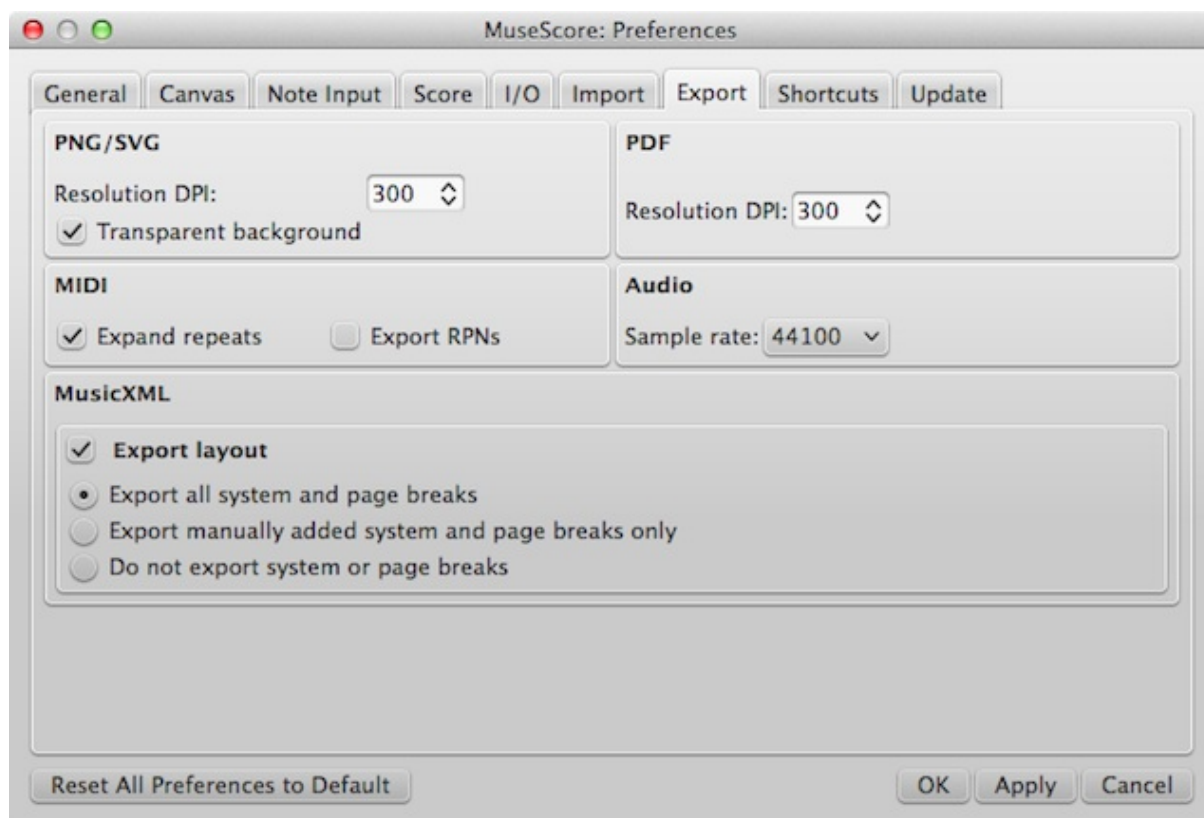 MuseScore: Preferences
General Canvas Note Input Score I/O Import Export Shortcuts Update
PNG/SVG
Resolution DPI: 300
Transparent background
PDF
Resolution DPI: 300
MIDI
Expand repeats Export RPNs
Audio
Sample rate: 44100
MusicXML
Export layout
Export all system and page breaks
Export manually added system and page breaks only
Do not export system or page breaks
Reset All Preferences to Default OK Apply Cancel